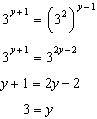 3^{y+1} = (3^2)^{y-1}
3^{y+1} = 3^{2y-2}
y + 1 = 2y - 2
3 = y